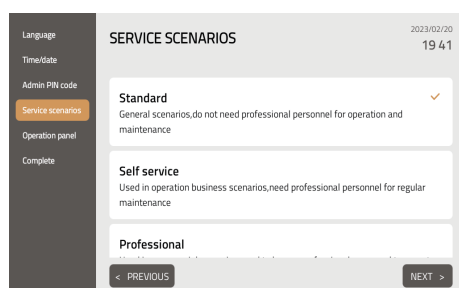 Language
Time/date
Admin PIN code
Service scenarios
Operation panel
Complete
SERVICE SCENARIOS
2023/02/20
19 41
Standard
General scenarios,do not need professional personnel for operation and
maintenance
Self service
Used in operation business scenarios,need professional personnel for regular
maintenance
Professional
< PREVIOUS
NEXT >